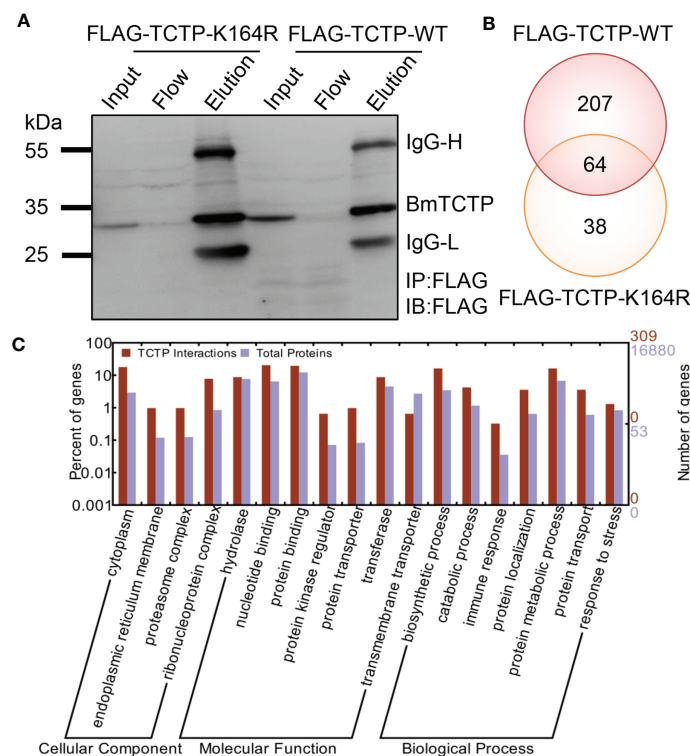 A
FLAG-TCTP-K164R FLAG-TCTP-WT
Input Flow Elution Input Flow Elution
kDa
55
35
25
IgG-H
BmTCTP
IgG-L
IP:FLAG
IB:FLAG
B
FLAG-TCTP-WT
207
64
38
FLAG-TCTP-K164R
C
TCTP Interactions Total Proteins
Percent of genes
100
10
1
0.1
0.01
0.001
309
16880
0
53
0
0
Number of genes
cytoplasm
endoplasmic reticulum membrane
proteasome complex
ribonucleoprotein complex
hydrolase
nucleotide binding
protein binding
protein kinase regulator
protein transporter
transferase
transmembrane transporter
biosynthetic process
catabolic process
immune response
protein localization
protein metabolic process
protein transport
response to stress
Cellular Component Molecular Function Biological Process